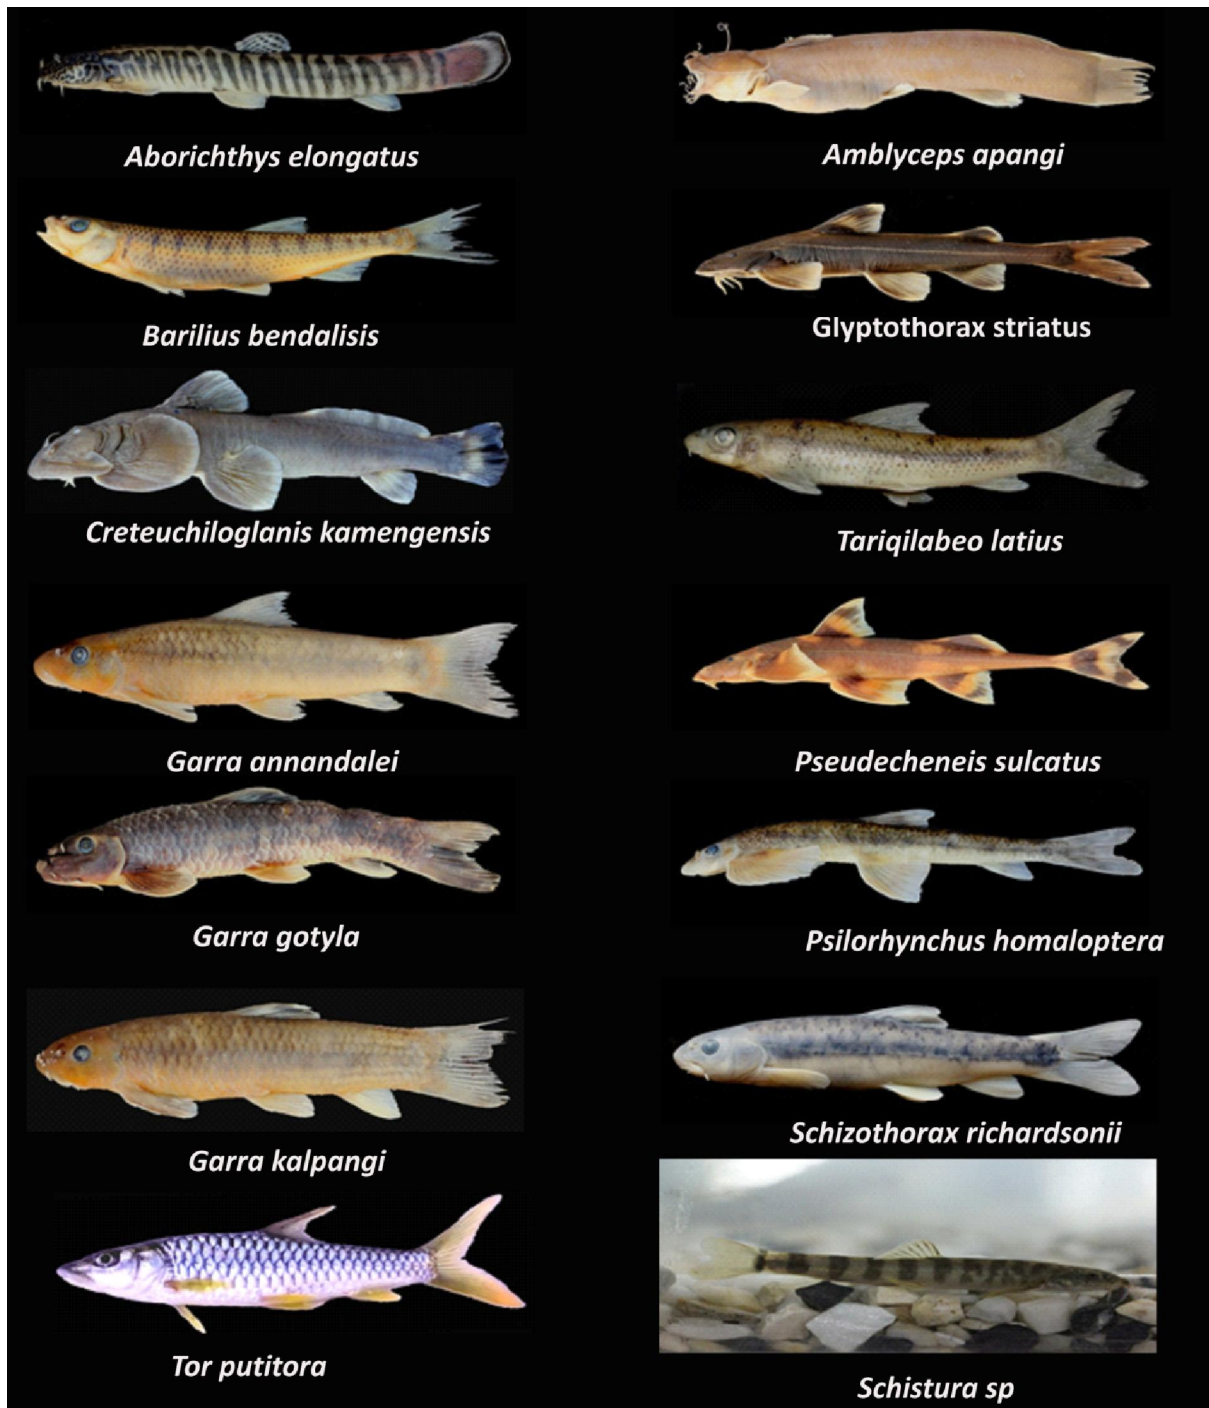 Aborichthys elongatus
Amblyceps apangi
Barilius bendalisis
Glyptothorax striatus
Creteuchiloglanis kamengensis
Tariqilabeo latius
Garra annandalei
Pseudecheneis sulcatus
Garra gotyla
Psilorhynchus homaloptera
Garra kalpangi
Schizothorax richardsonii
Tor putitora
Schistura sp